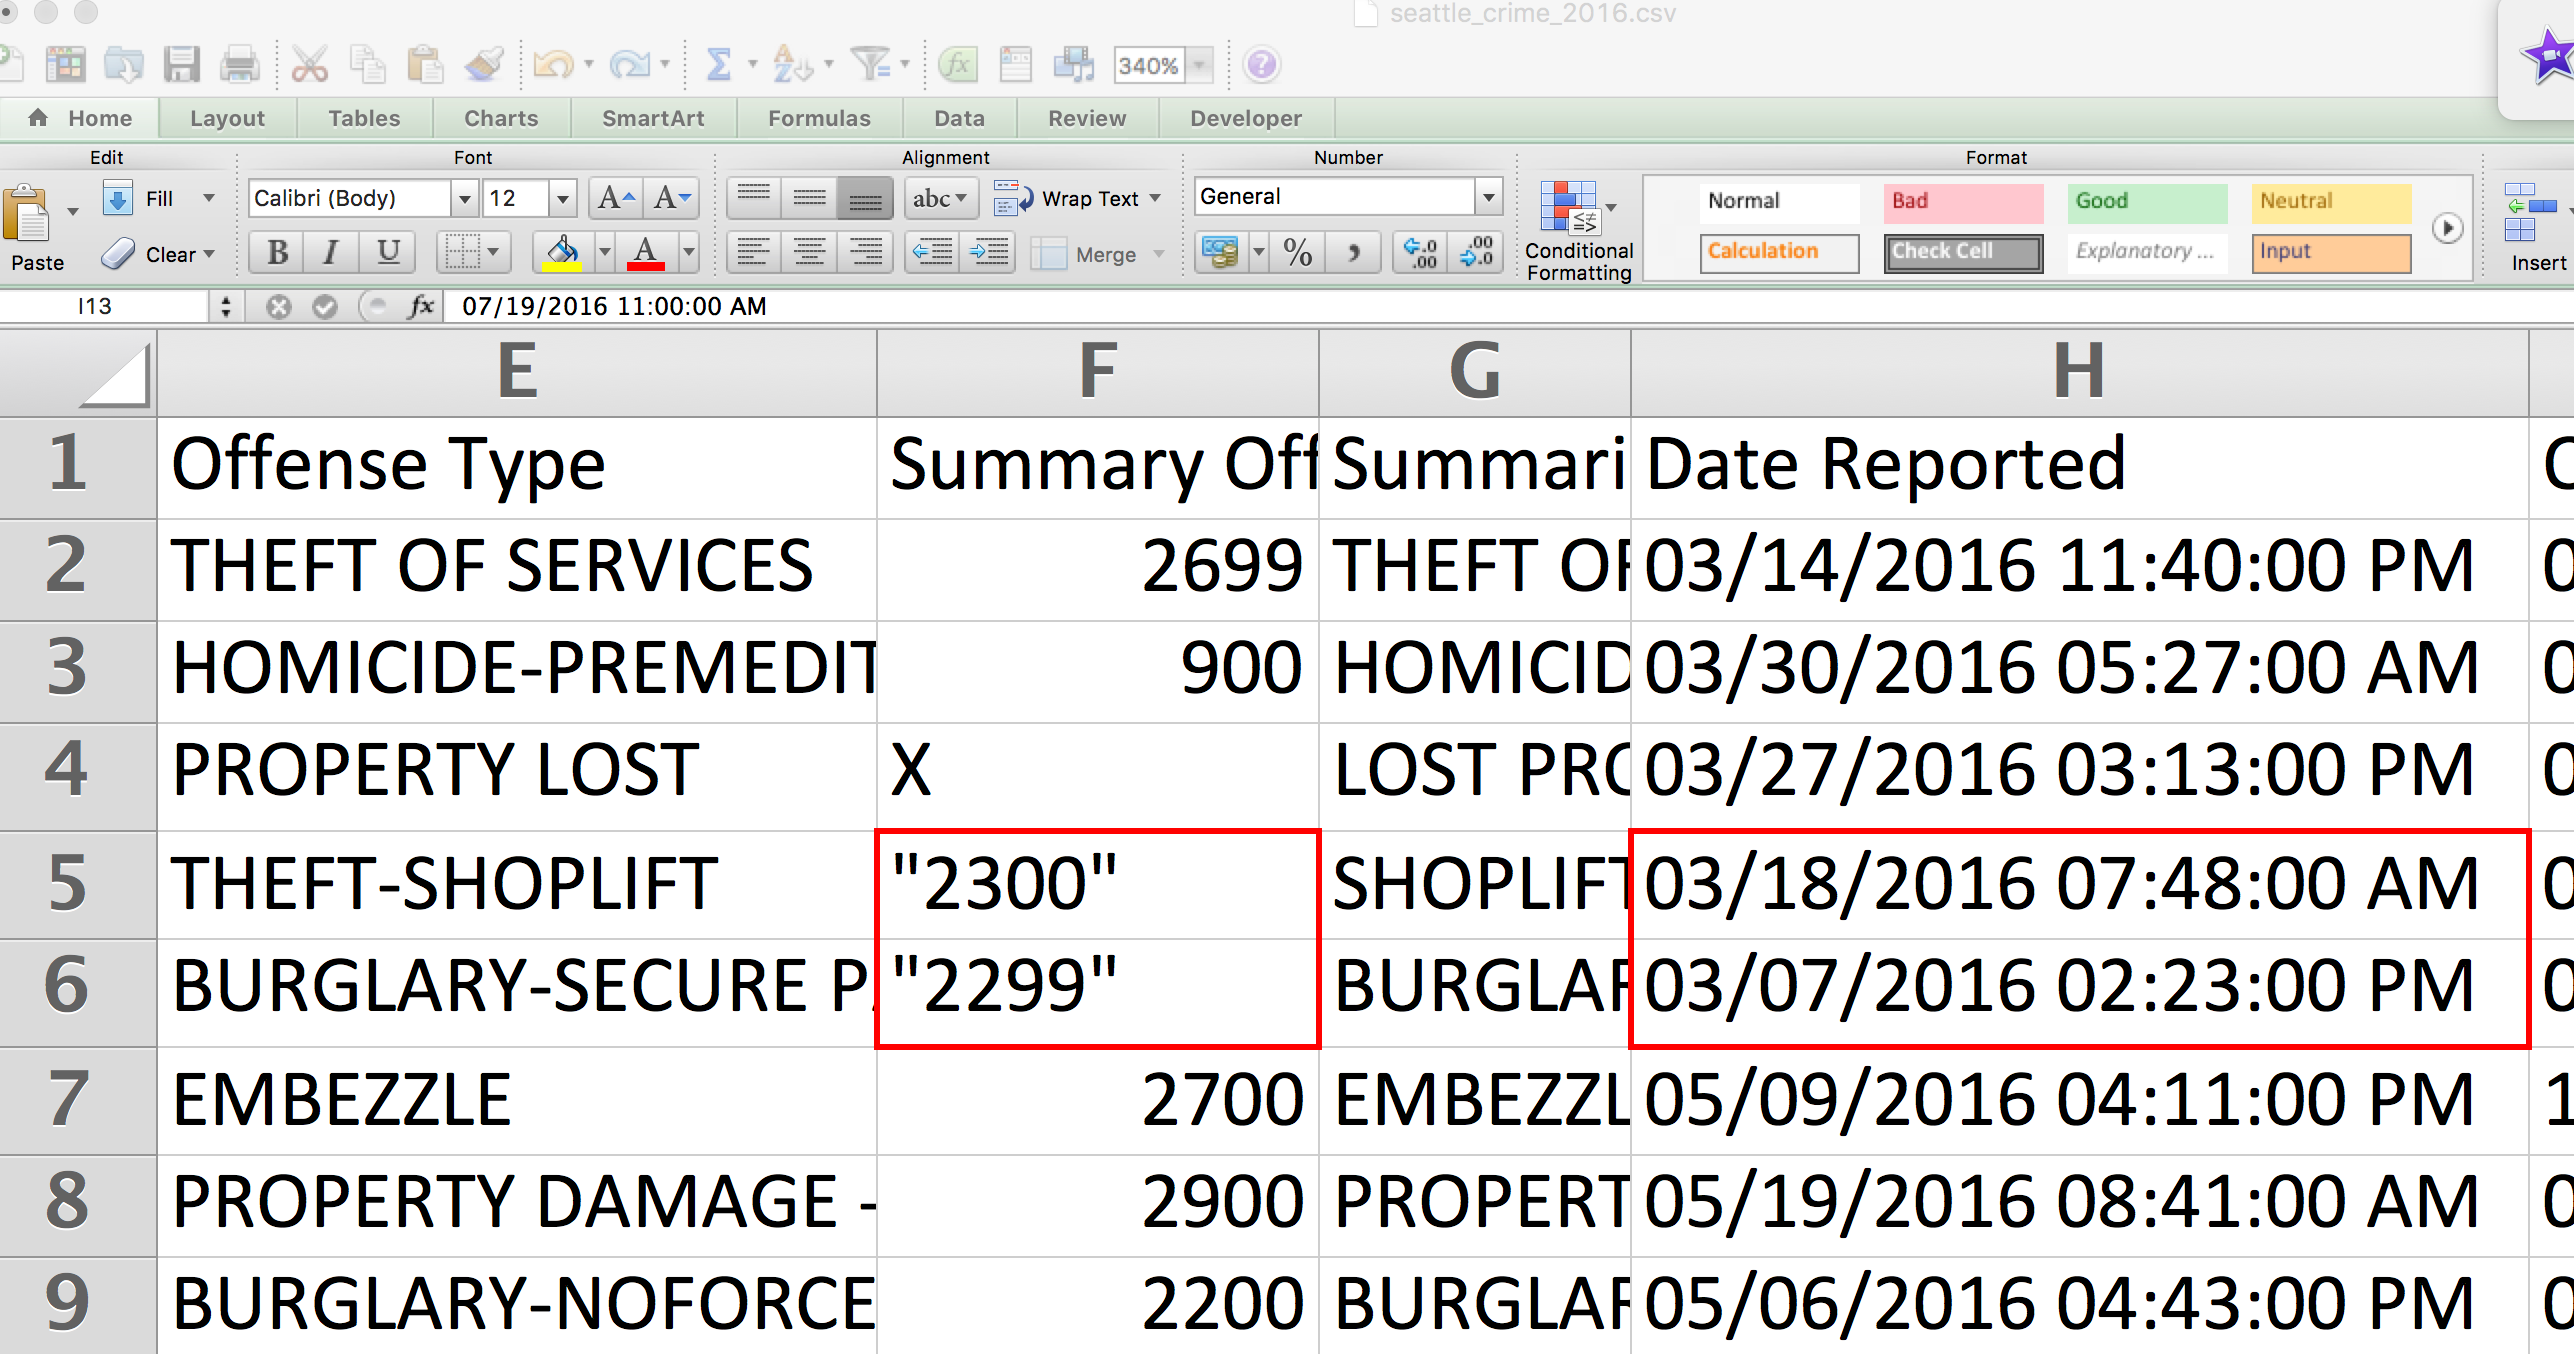 seattle_crime_2016.csv
340%
Home Layout Tables Charts SmartArt Formulas Data Review Developer
Edit Font Alignment Number Format
Fill Calibri (Body) 12 A A abc Wrap Text General Normal Bad Good Neutral
Paste Clear B I U A Merge % Conditional Formatting Calculation Check Cell Explanatory ... Input Insert
I13 fx 07/19/2016 11:00:00 AM
E F G H
1 Offense Type Summary Off Summari Date Reported
2 THEFT OF SERVICES 2699 THEFT OF 03/14/2016 11:40:00 PM 0
3 HOMICIDE-PREMEDIT 900 HOMICID 03/30/2016 05:27:00 AM 0
4 PROPERTY LOST X LOST PRO 03/27/2016 03:13:00 PM 0
5 THEFT-SHOPLIFT "2300" SHOPLIFT 03/18/2016 07:48:00 AM 0
6 BURGLARY-SECURE PA "2299" BURGLAR 03/07/2016 02:23:00 PM 0
7 EMBEZZLE 2700 EMBEZZL 05/09/2016 04:11:00 PM 1
8 PROPERTY DAMAGE - 2900 PROPERT 05/19/2016 08:41:00 AM 0
9 BURGLARY-NOFORCE 2200 BURGLAR 05/06/2016 04:43:00 PM 0